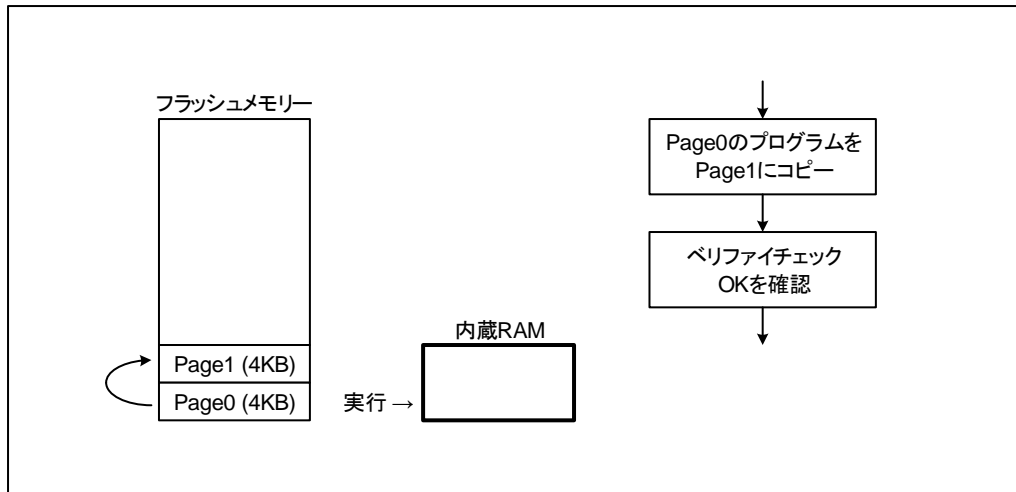 フラッシュメモリー
Page1 (4KB)
Page0 (4KB)
内蔵RAM
実行 →
Page0のプログラムを
Page1にコピー
ベリファイチェック
OKを確認